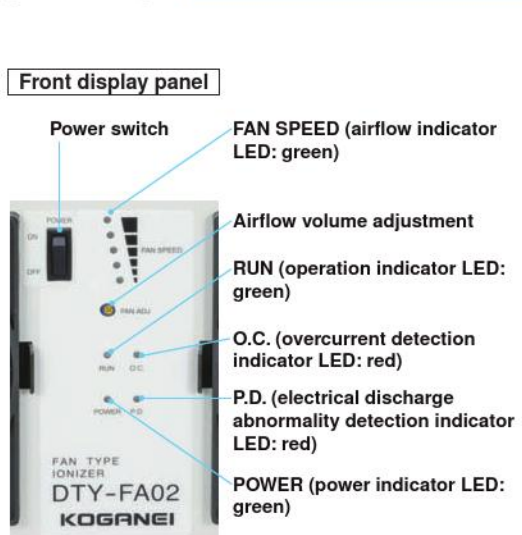 Front display panel
Power switch
FAN SPEED (airflow indicator
LED: green)
Airflow volume adjustment
RUN (operation indicator LED:
green)
O.C. (overcurrent detection
indicator LED: red)
P.D. (electrical discharge
abnormality detection indicator
LED: red)
POWER (power indicator LED:
green)
POWER
ON
OFF
FAN SPEED
FAN ADJ
RUN O.C.
POWER P.D
FAN TYPE
IONIZER
DTY-FA02
KOGANEI